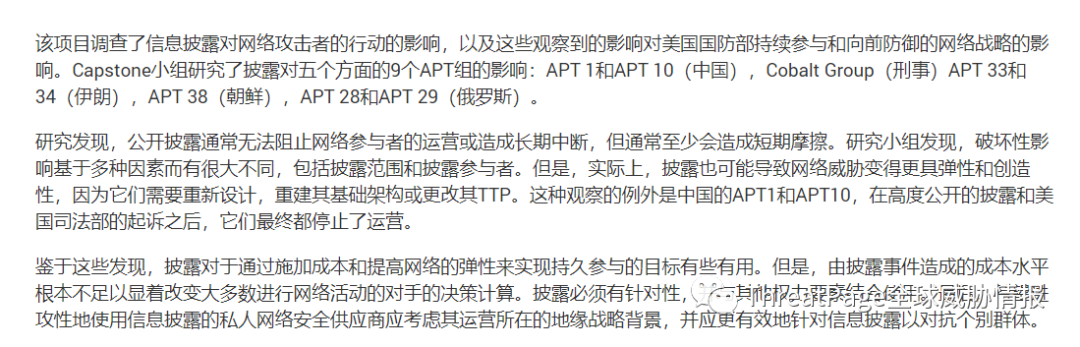 该项目调查了信息披露对网络攻击者的行动的影响，以及这些观察到的影响对美国国防部持续参与和向前防御的网络战略的影
响。Capstone小组研究了披露对五个方面的9个APT组的影响：APT 1和APT 10（中国），Cobalt Group（刑事）APT 33和
34（伊朗），APT 38（朝鲜），APT 28和APT 29（俄罗斯）。
研究发现，公开披露通常无法阻止网络参与者的运营或造成长期中断，但通常至少会造成短期摩擦。研究小组发现，破坏性影
响基于多种因素而有很大不同，包括披露范围和披露参与者。但是，实际上，披露也可能导致网络威胁变得更具弹性和创造
性，因为它们需要重新设计，重建其基础架构或更改其TTP。这种观察的例外是中国的APT1和APT10，在高度公开的披露和美
国司法部的起诉之后，它们最终都停止了运营。
鉴于这些发现，披露对于通过施加成本和提高网络的弹性来实现持久参与的目标有些有用。但是，由披露事件造成的成本水平
根本不足以显着改变大多数进行网络活动的对手的决策计算。披露必须有针对性，
ThreatPage全球威胁情报
攻性地使用信息披露的私人网络安全供应商应考虑其运营所在的地缘战略背景，并应更有效地针对信息披露以对抗个别群体。